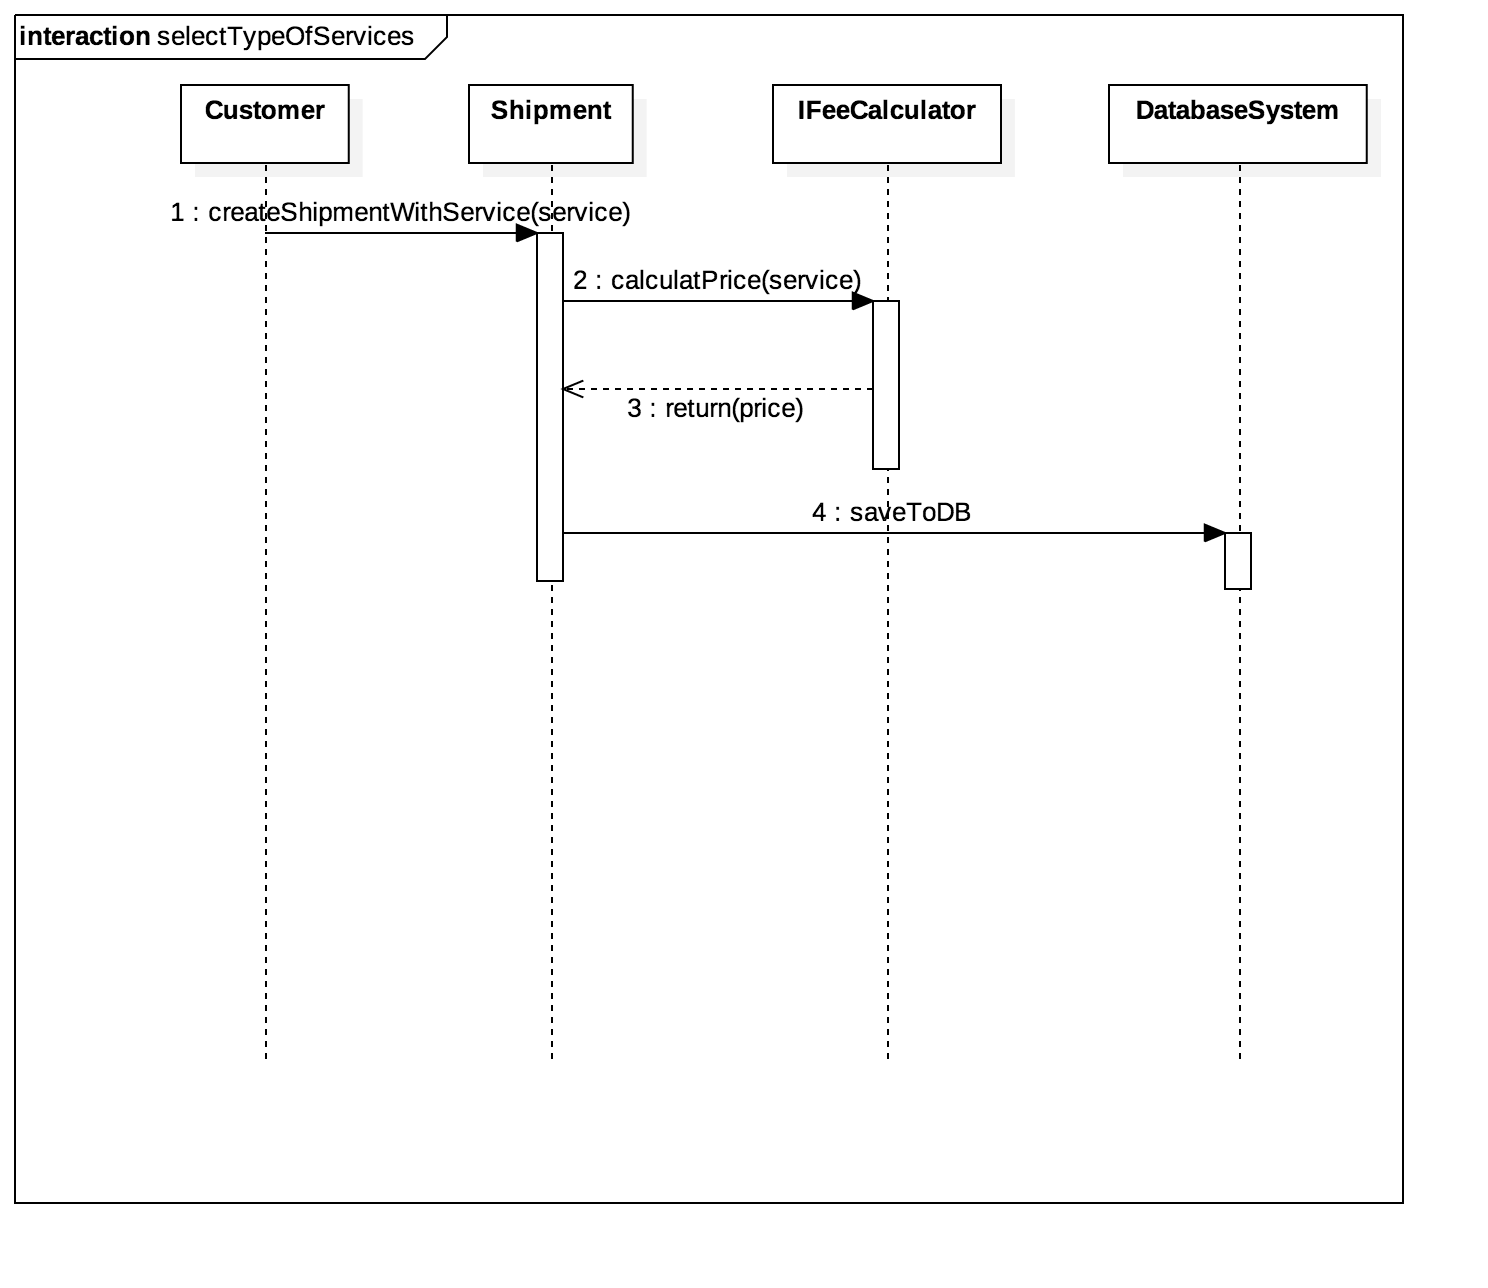 interaction selectTypeOfServices
Customer
Shipment
IFeeCalculator
DatabaseSystem
1 : createShipmentWithService(service)
2 : calculatPrice(service)
3 : return(price)
4 : saveToDB